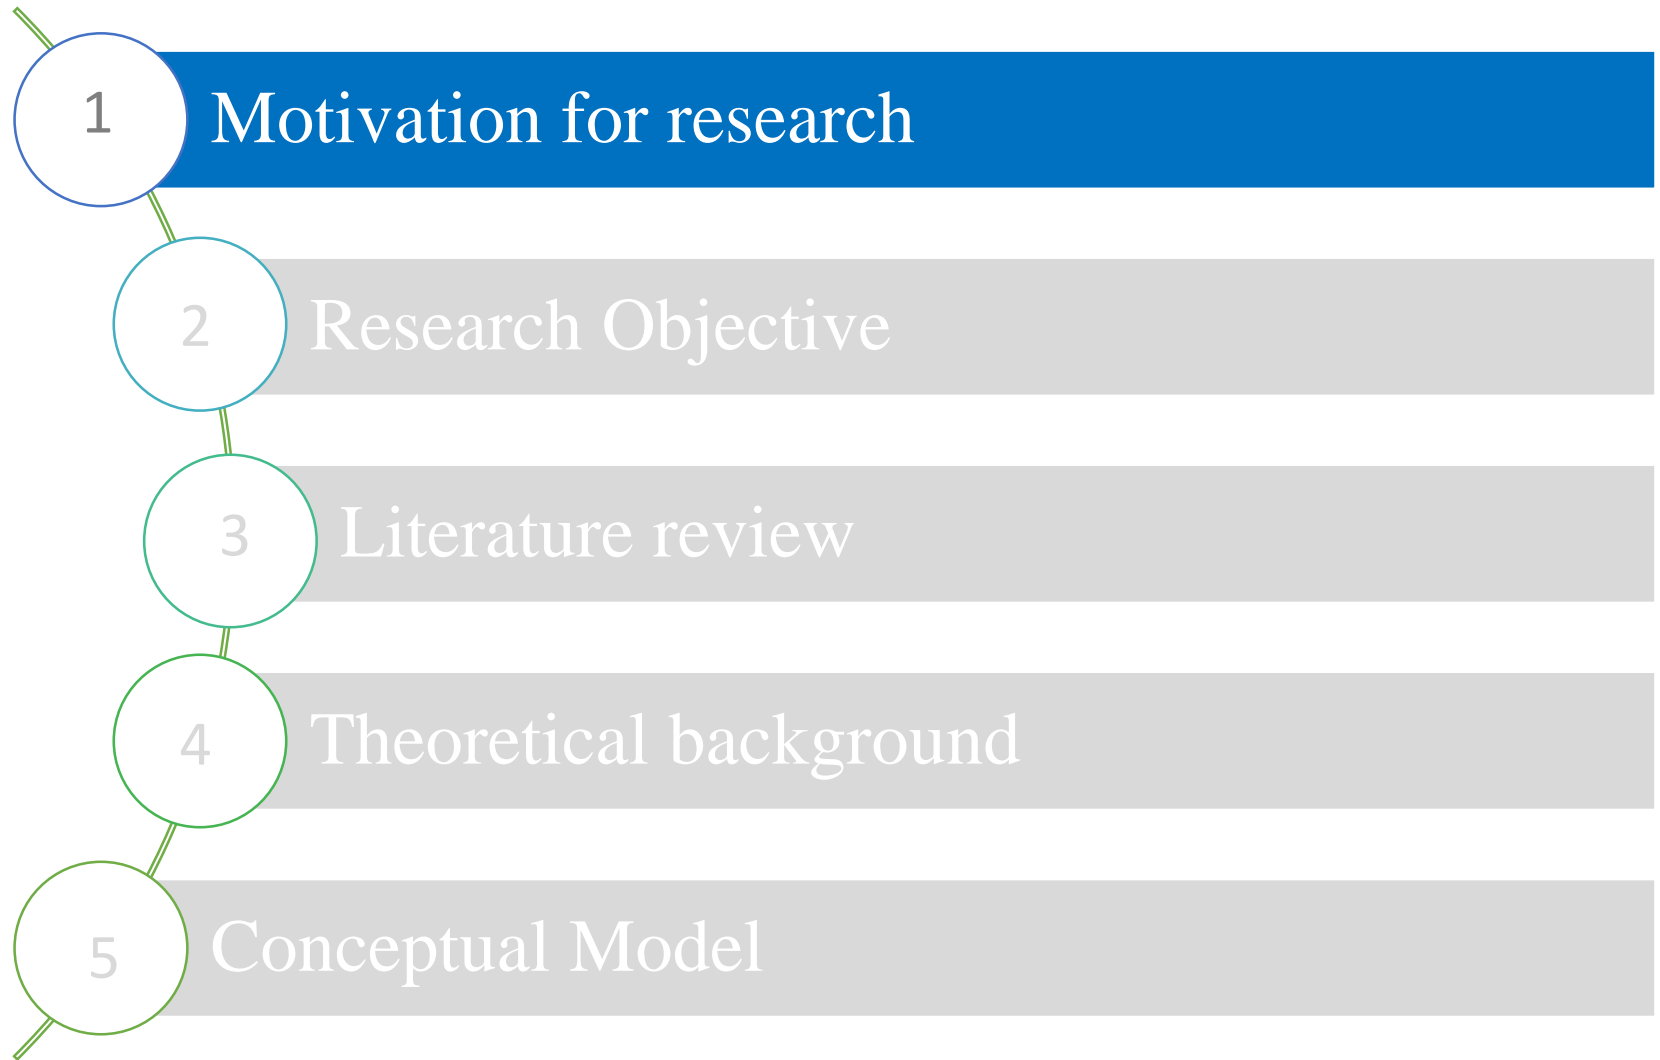 1
Motivation for research
2
Research Objective
3
Literature review
4
Theoretical background
5
Conceptual Model